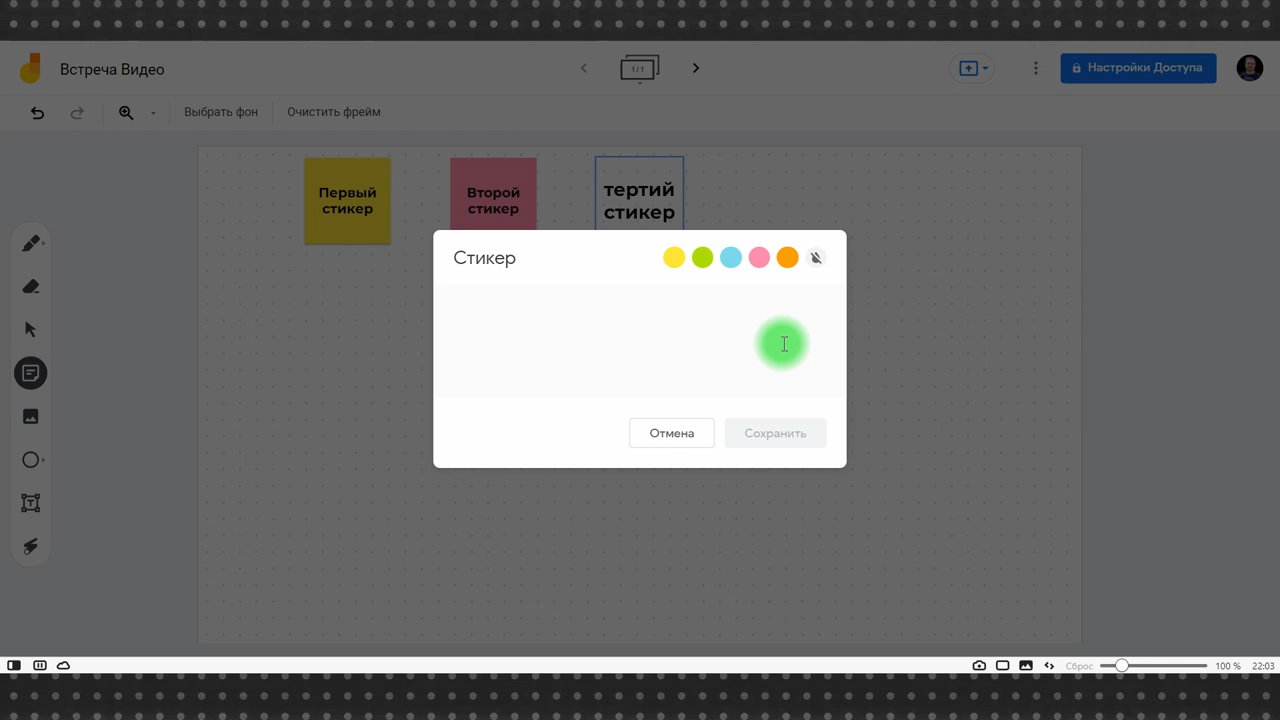 Встреча Видео
1/1
Настройки Доступа
Выбрать фон
Очистить фрейм
Первый
стикер
Второй
стикер
тертий
стикер
Стикер
Отмена
Сохранить
Сброс
100 %
22:03